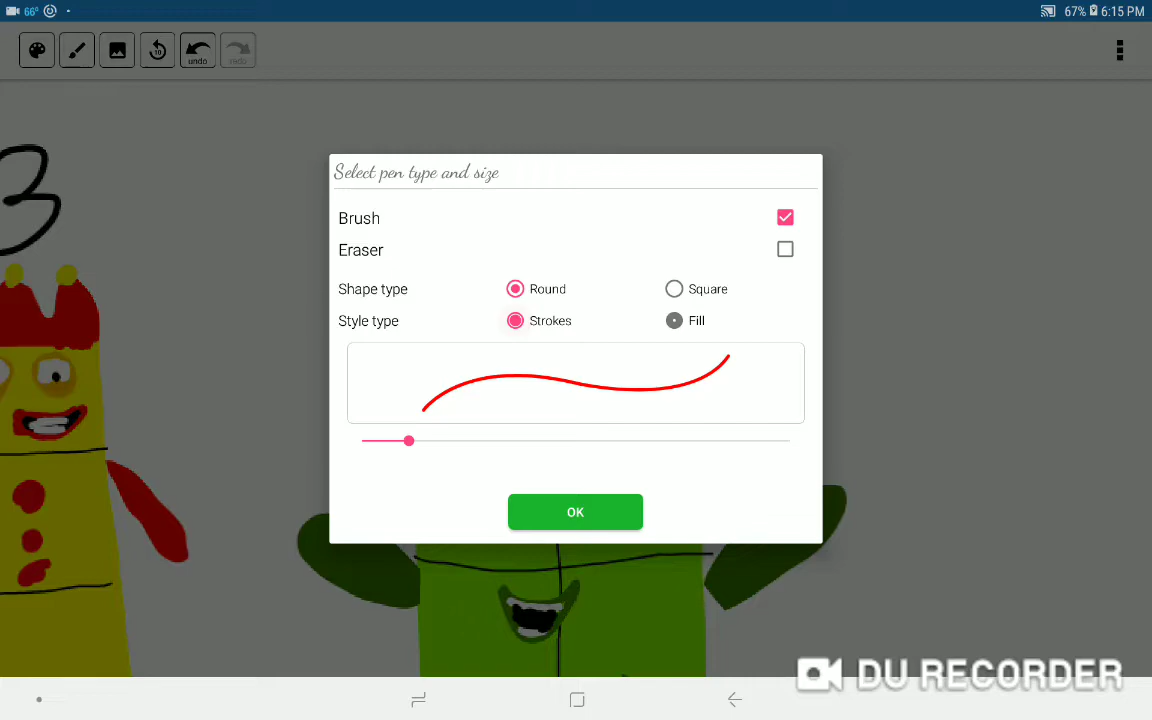 66°
67% 6:15 PM
10
undo
redo
3
Select pen type and size
Brush
Eraser
Shape type Round Square
Style type Strokes Fill
OK
DU RECORDER